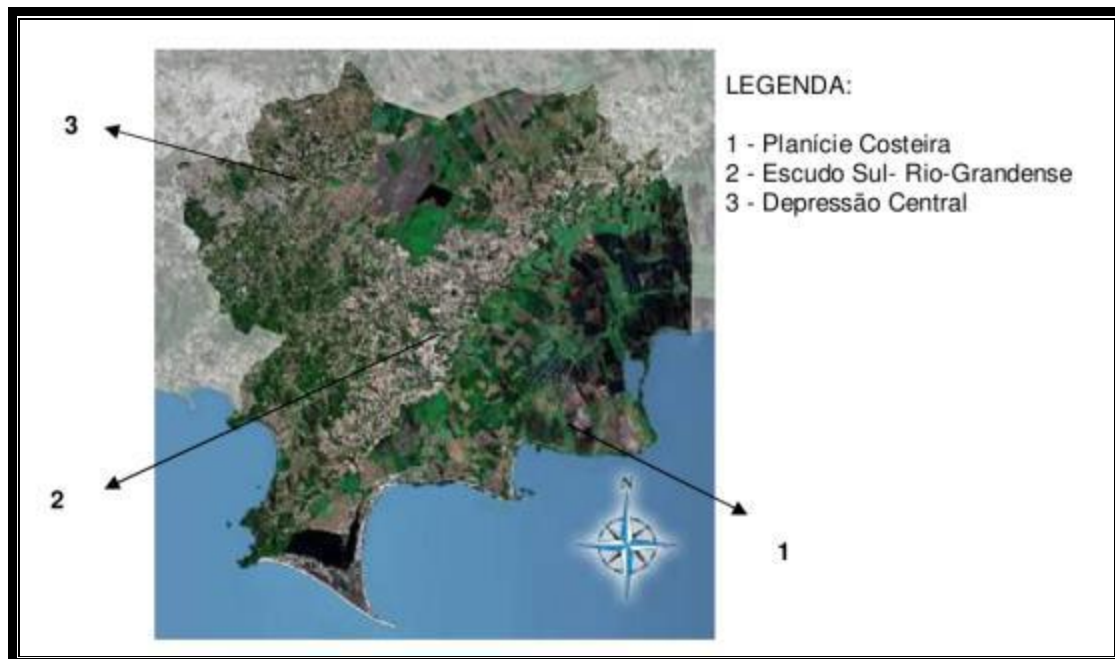 LEGENDA:
1 - Planície Costeira
2 - Escudo Sul- Rio-Grandense
3 - Depressão Central
3
2
1
N